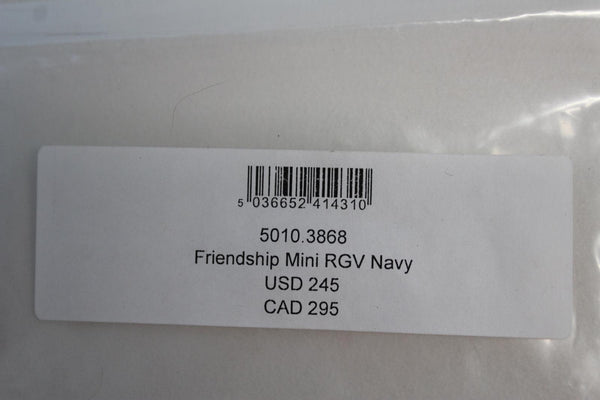 5 036652 414310
5010.3868
Friendship Mini RGV Navy
USD 245
CAD 295